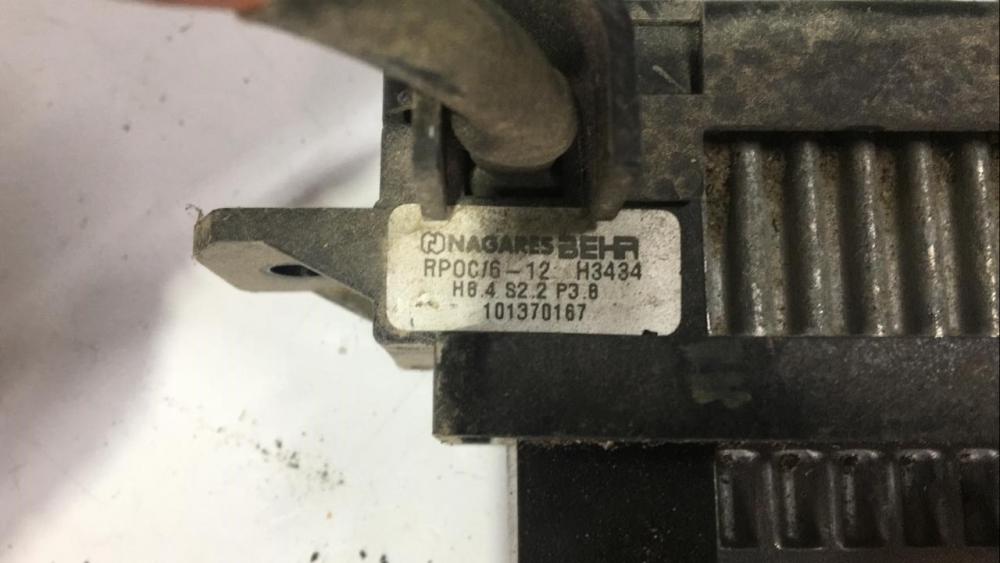 NAGARES BEHR
RPOC/6-12 H3434
H8.4 S2.2 P3.8
101370167